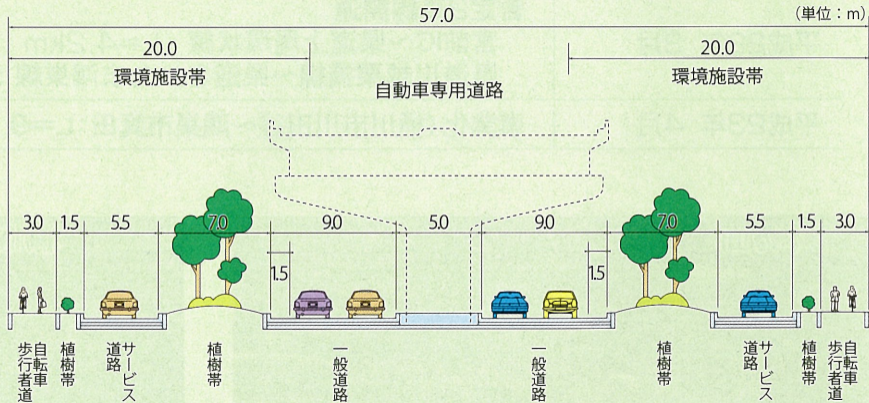 57.0
(単位:m)
20.0
20.0
環境施設帯
環境施設帯
自動車専用道路
3.0 1.5 5.5 7.0 9.0 5.0 9.0 7.0 5.5 1.5 3.0
1.5
1.5
自転車
歩行者道
植樹帯
サービス
道路
植樹帯
一般道路
一般道路
植樹帯
サービス
道路
植樹帯
自転車
歩行者道